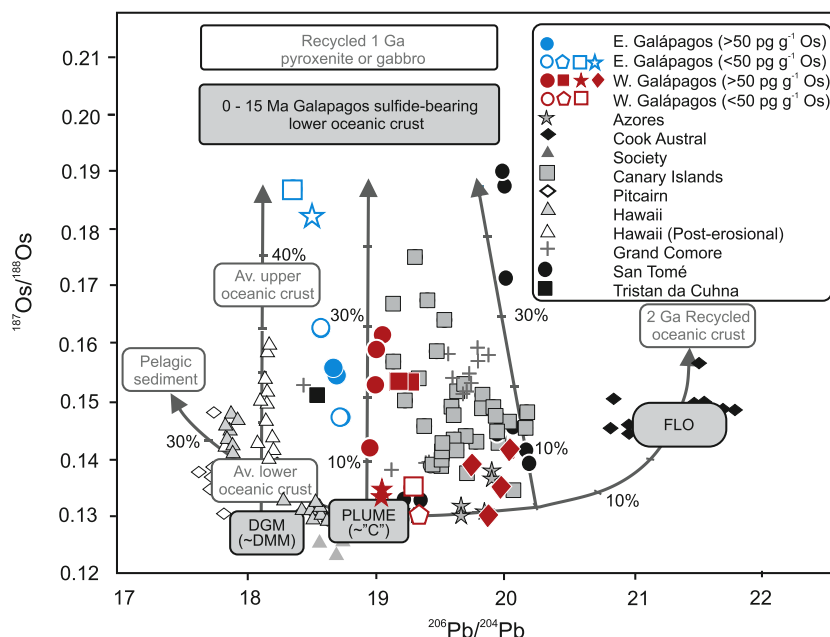 0.21
0.20
0.19
0.18
0.17
0.16
0.15
0.14
0.13
0.12
187Os/188Os
17
18
19
20
21
22
206Pb/204Pb
Recycled 1 Ga
pyroxenite or gabbro
0 - 15 Ma Galapagos sulfide-bearing
lower oceanic crust
E. Galápagos (>50 pg g-1 Os)
E. Galápagos (<50 pg g-1 Os)
W. Galápagos (>50 pg g-1 Os)
W. Galápagos (<50 pg g-1 Os)
Azores
Cook Austral
Society
Canary Islands
Pitcairn
Hawaii
Hawaii (Post-erosional)
Grand Comore
San Tomé
Tristan da Cuhna
40%
Av. upper
oceanic crust
30%
30%
2 Ga Recycled
oceanic crust
Pelagic
sediment
30%
Av. lower
oceanic crust
10%
10%
10%
FLO
DGM
(~DMM)
PLUME
(~"C")